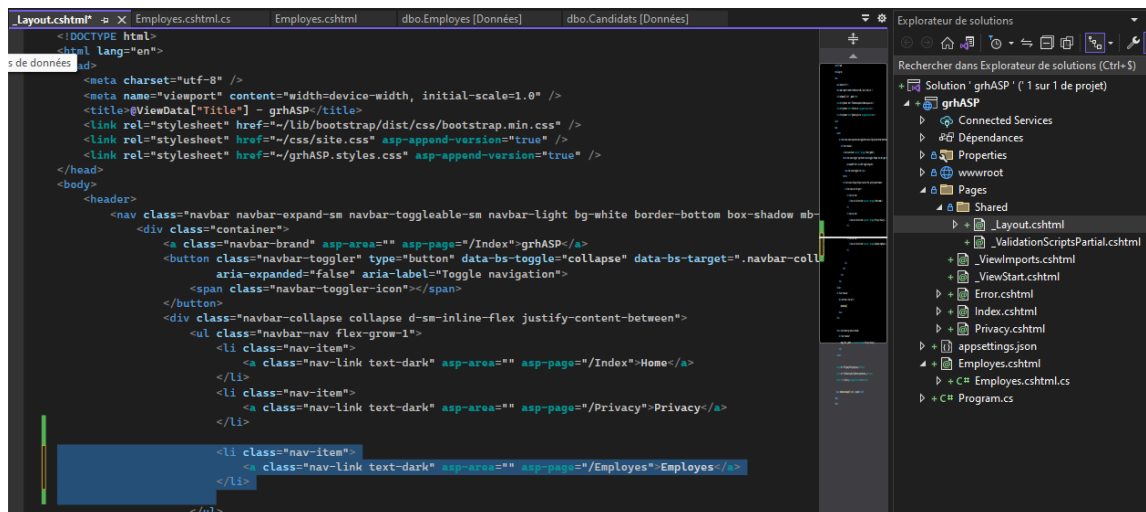 _Layout.cshtml*
Employes.cshtml.cs
Employes.cshtml
dbo.Employes [Données]
dbo.Candidats [Données]
<!DOCTYPE html>
<html lang="en">
s de données
ad>
<meta charset="utf-8" />
<meta name="viewport" content="width=device-width, initial-scale=1.0" />
<title>@ViewData["Title"] - grhASP</title>
<link rel="stylesheet" href="~/lib/bootstrap/dist/css/bootstrap.min.css" />
<link rel="stylesheet" href="~/css/site.css" asp-append-version="true" />
<link rel="stylesheet" href="~/grhASP.styles.css" asp-append-version="true" />
</head>
<body>
<header>
<nav class="navbar navbar-expand-sm navbar-toggleable-sm navbar-light bg-white border-bottom box-shadow mb-
<div class="container">
<a class="navbar-brand" asp-area="" asp-page="/Index">grhASP</a>
<button class="navbar-toggler" type="button" data-bs-toggle="collapse" data-bs-target=".navbar-coll
aria-expanded="false" aria-label="Toggle navigation">
<span class="navbar-toggler-icon"></span>
</button>
<div class="navbar-collapse collapse d-sm-inline-flex justify-content-between">
<ul class="navbar-nav flex-grow-1">
<li class="nav-item">
<a class="nav-link text-dark" asp-area="" asp-page="/Index">Home</a>
</li>
<li class="nav-item">
<a class="nav-link text-dark" asp-area="" asp-page="/Privacy">Privacy</a>
</li>
<li class="nav-item">
<a class="nav-link text-dark" asp-area="" asp-page="/Employes">Employes</a>
</li>
</ul>
Explorateur de solutions
Rechercher dans Explorateur de solutions (Ctrl+$)
Solution ' grhASP ' (' 1 sur 1 de projet)
grhASP
Connected Services
Dépendances
Properties
wwwroot
Pages
Shared
_Layout.cshtml
_ValidationScriptsPartial.cshtml
_ViewImports.cshtml
_ViewStart.cshtml
Error.cshtml
Index.cshtml
Privacy.cshtml
appsettings.json
Employes.cshtml
C# Employes.cshtml.cs
C# Program.cs